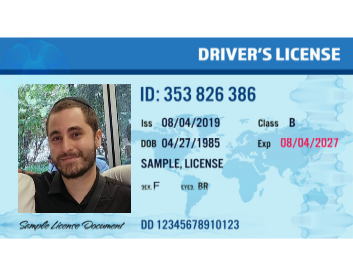 DRIVER'S LICENSE
ID: 353 826 386
Iss 08/04/2019 Class B
DOB 04/27/1985 Exp 08/04/2027
SAMPLE, LICENSE
SEX: F EYES: BR
Sample License Document DD 12345678910123